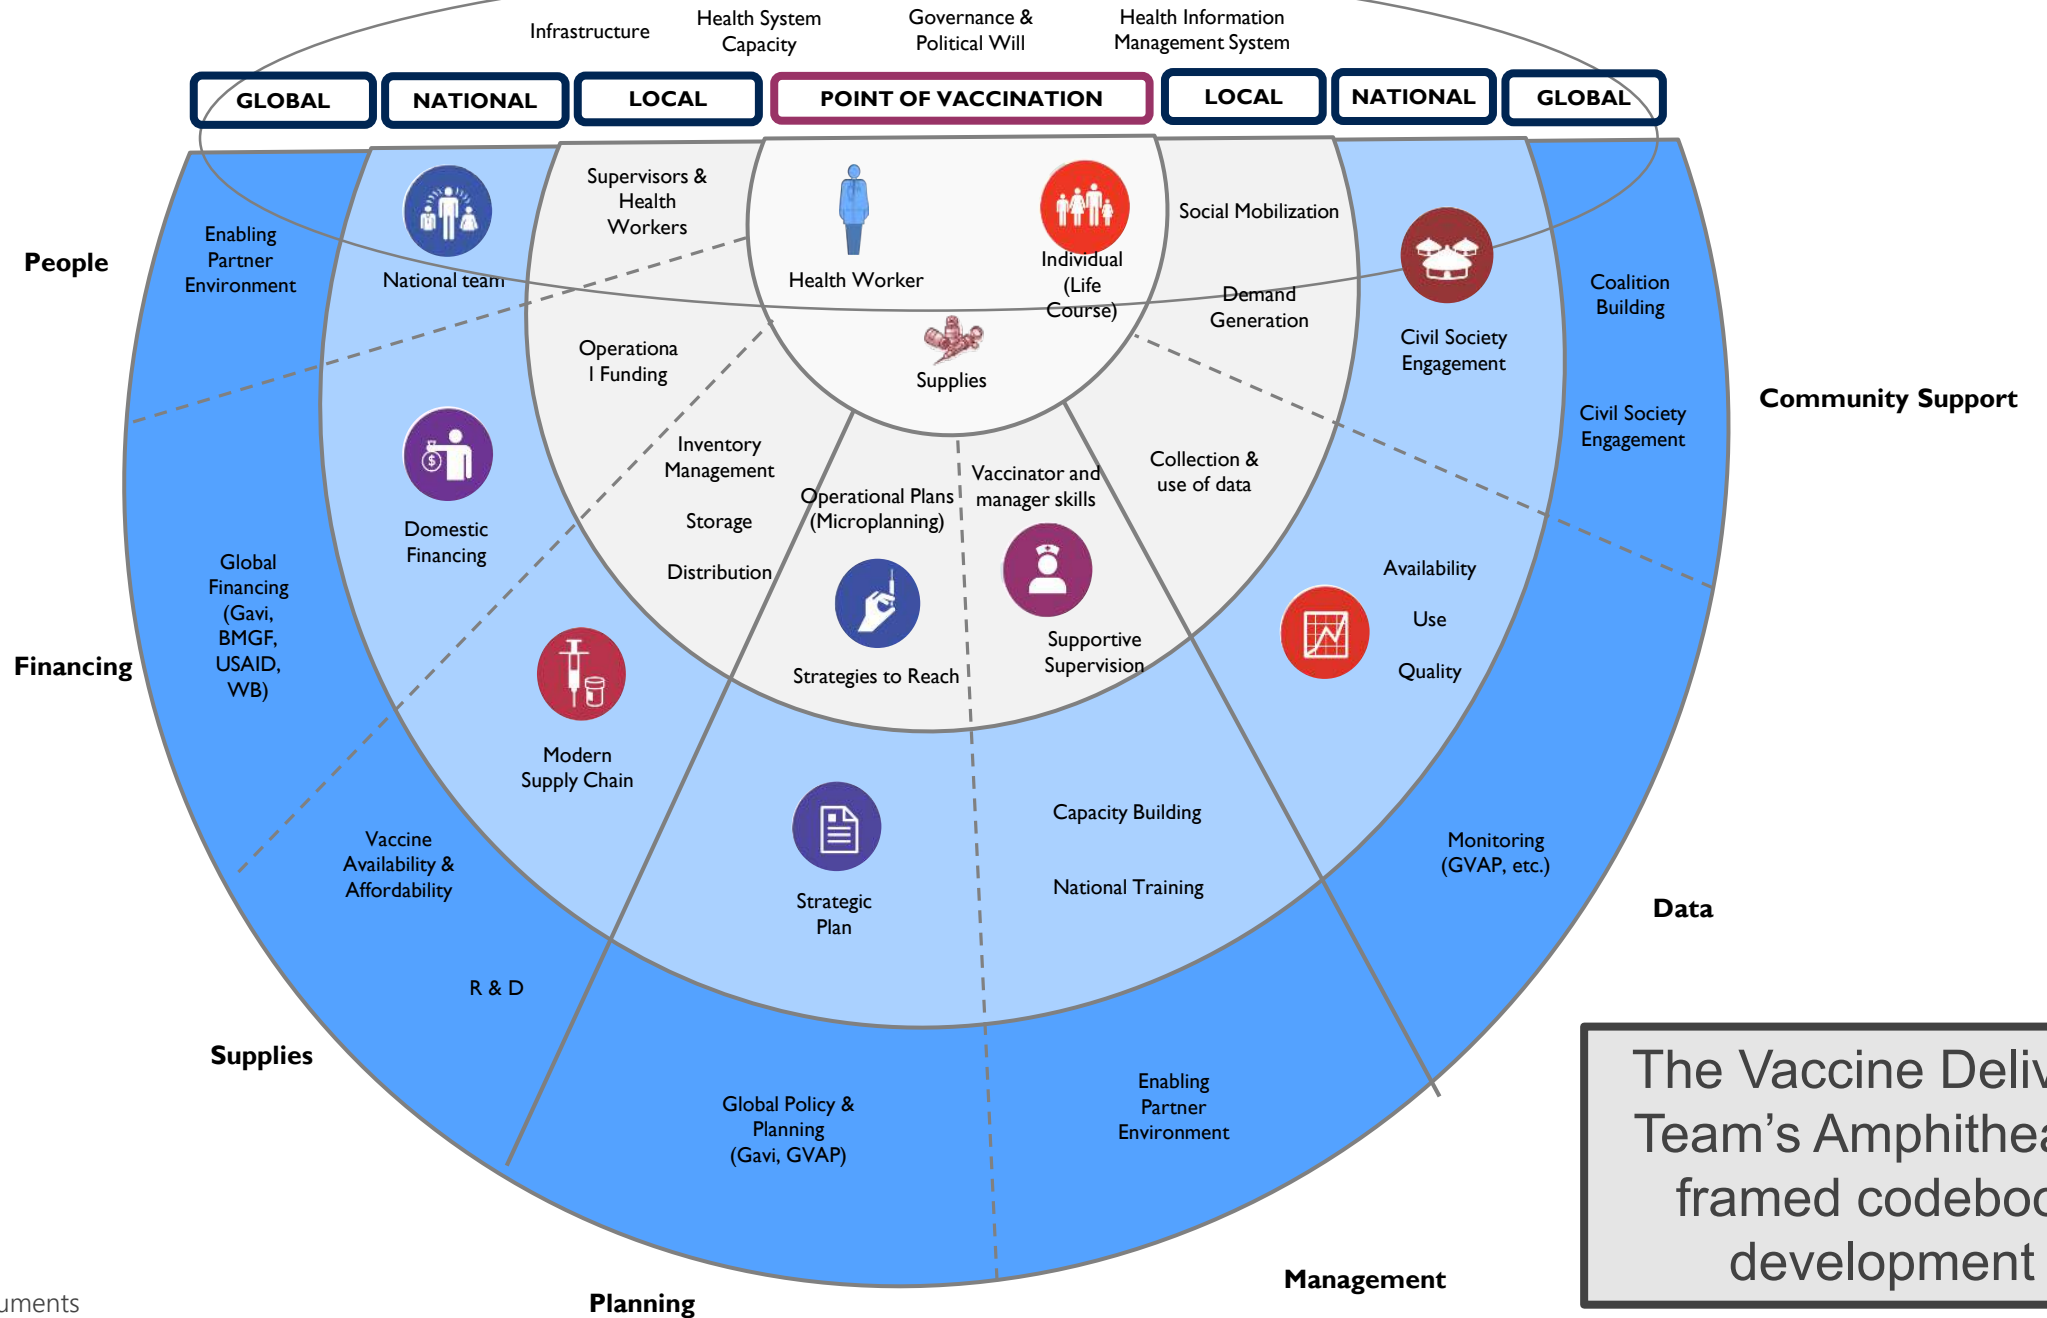 Infrastructure
Health System
Capacity
Governance &
Political Will
Health Information
Management System
GLOBAL
NATIONAL
LOCAL
POINT OF VACCINATION
LOCAL
NATIONAL
GLOBAL
People
Enabling
Partner
Environment
National team
Supervisors &
Health
Workers
Health Worker
Individual
(Life
Course)
Supplies
Social Mobilization
Demand
Generation
Civil Society
Engagement
Coalition
Building
Civil Society
Engagement
Community Support
Operationa
l Funding
Domestic
Financing
Global
Financing
(Gavi,
BMGF,
USAID,
WB)
Financing
Inventory
Management
Storage
Distribution
Operational Plans
(Microplanning)
Strategies to Reach
Vaccinator and
manager skills
Supportive
Supervision
Collection &
use of data
Availability
Use
Quality
Modern
Supply Chain
Vaccine
Availability &
Affordability
R & D
Supplies
Strategic
Plan
Capacity Building
National Training
Monitoring
(GVAP, etc.)
Data
Global Policy &
Planning
(Gavi, GVAP)
Enabling
Partner
Environment
Planning
Management
The Vaccine
Team's
framed
development